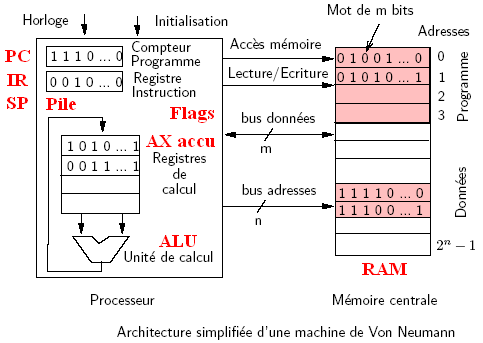 Horloge
Initialisation
Mot de m bits
Adresses
PC
1 1 1 0 ... 0
Compteur
Programme
IR
0 0 1 0 ... 0
Registre
Instruction
SP
Pile
Flags
AX accu
1 0 1 0 ... 1
0 0 1 1 ... 1
Registres
de
calcul
ALU
Unité de calcul
Processeur
Accès mémoire
Lecture/Ecriture
bus données
m
bus adresses
n
0 1 0 0 1 ... 0
0 1 0 1 0 ... 1
0
1
2
3
Programme
1 1 1 1 0 ... 0
1 1 1 0 0 ... 1
Données
2ⁿ − 1
RAM
Mémoire centrale
Architecture simplifiée d'une machine de Von Neumann